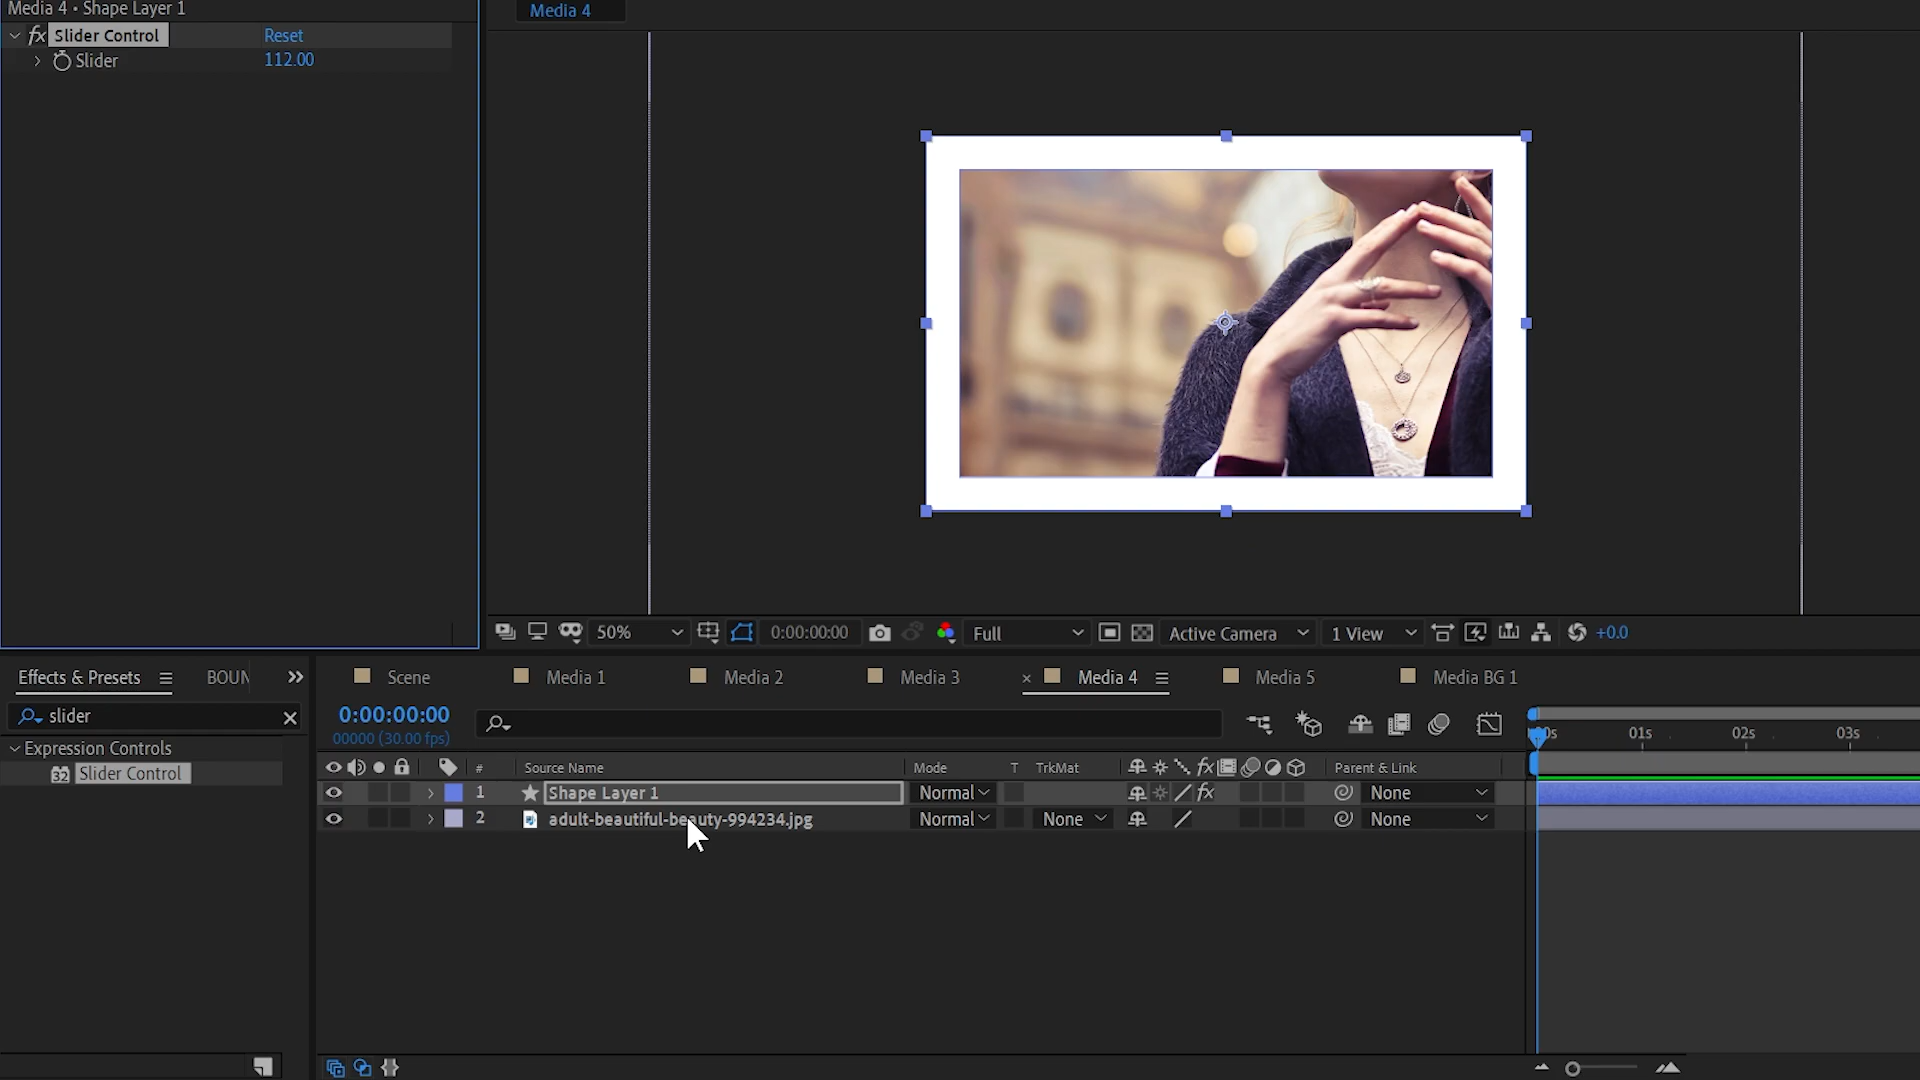 Media 4 • Shape Layer 1
Media 4
fx Slider Control Reset
Slider 112.00
50% 0:00:00:00 Full Active Camera 1 View +0.0
Effects & Presets BOUN
slider
Expression Controls
32 Slider Control
Scene Media 1 Media 2 Media 3 × Media 4 Media 5 Media BG 1
0:00:00:00
00000 (30.00 fps)
01s 02s 03s
# Source Name Mode T TrkMat fx Parent & Link
1 Shape Layer 1 Normal fx None
2 adult-beautiful-beauty-994234.jpg Normal None None